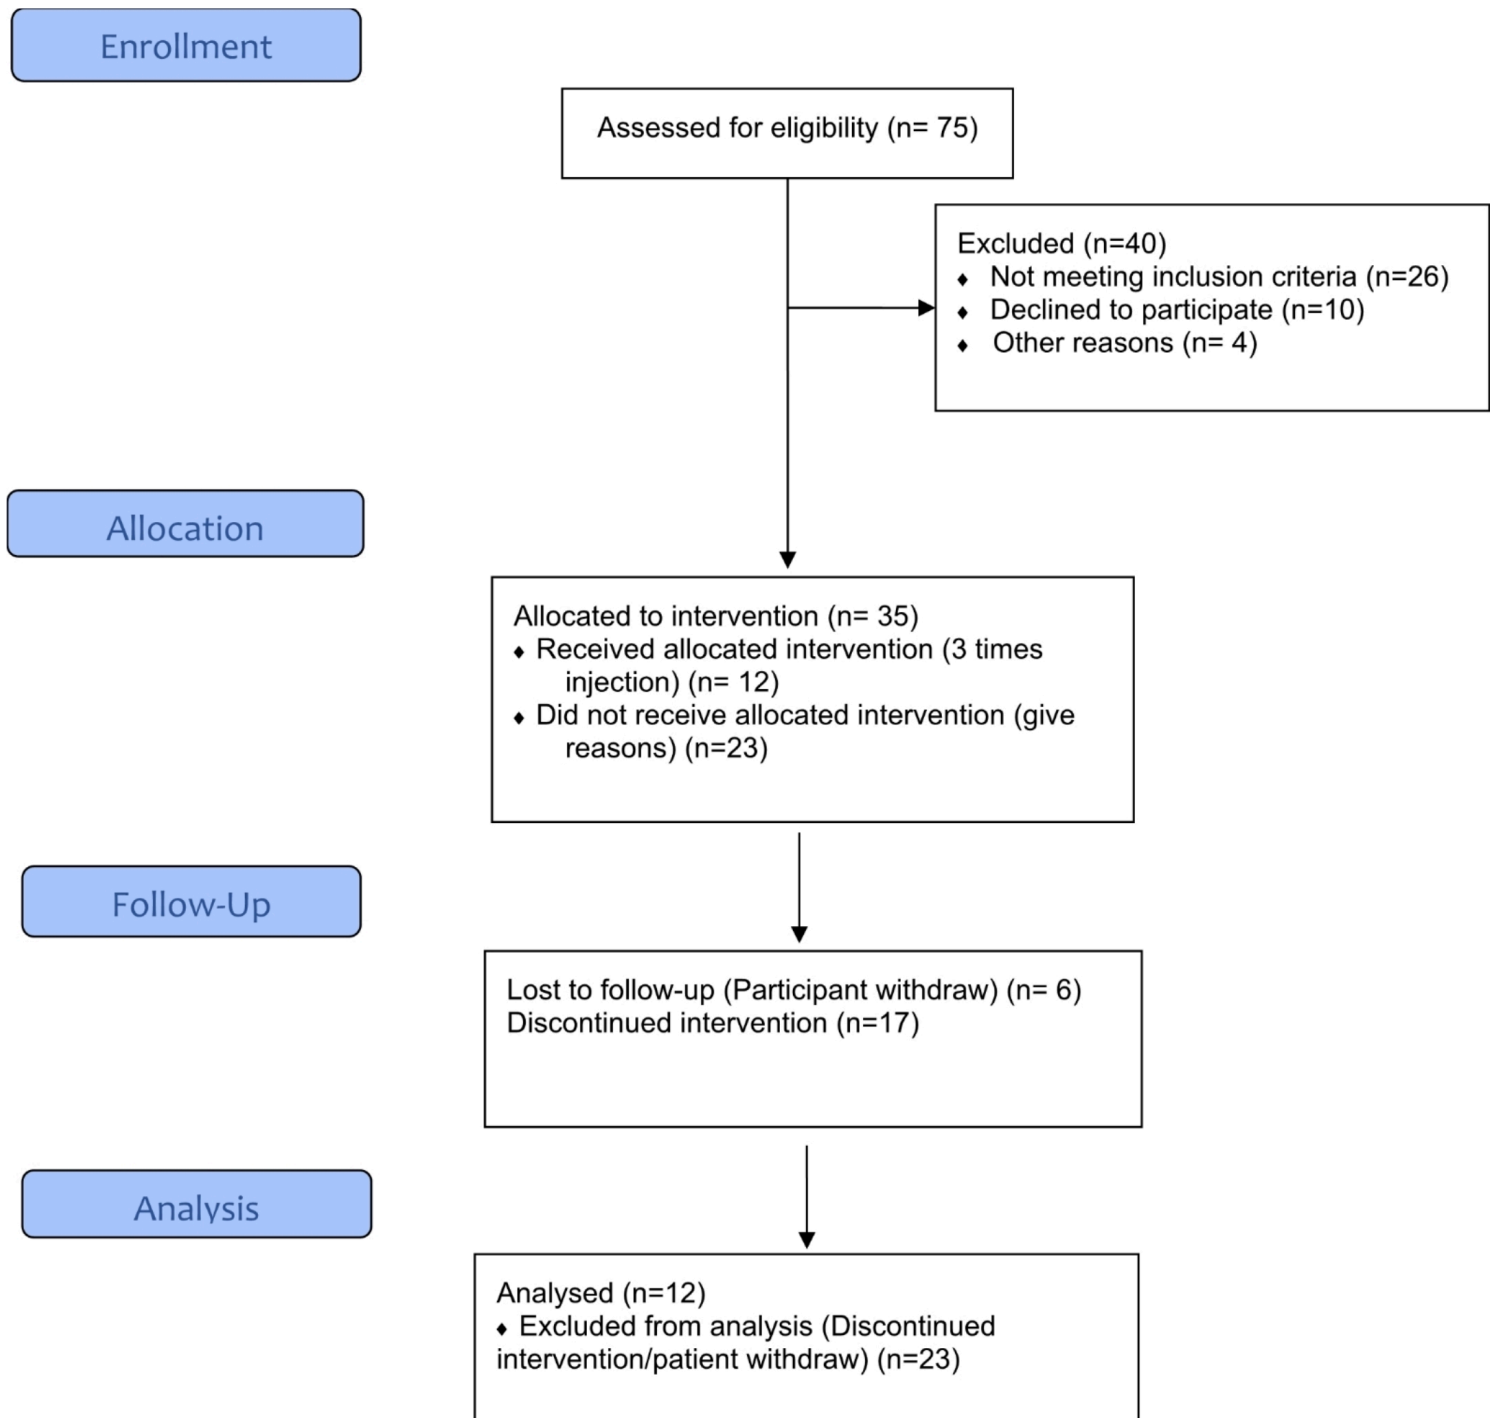 Enrollment
Assessed for eligibility (n= 75)
Excluded (n=40)
♦ Not meeting inclusion criteria (n=26)
♦ Declined to participate (n=10)
♦ Other reasons (n= 4)
Allocation
Allocated to intervention (n= 35)
♦ Received allocated intervention (3 times
injection) (n= 12)
♦ Did not receive allocated intervention (give
reasons) (n=23)
Follow-Up
Lost to follow-up (Participant withdraw) (n= 6)
Discontinued intervention (n=17)
Analysis
Analysed (n=12)
♦ Excluded from analysis (Discontinued
intervention/patient withdraw) (n=23)